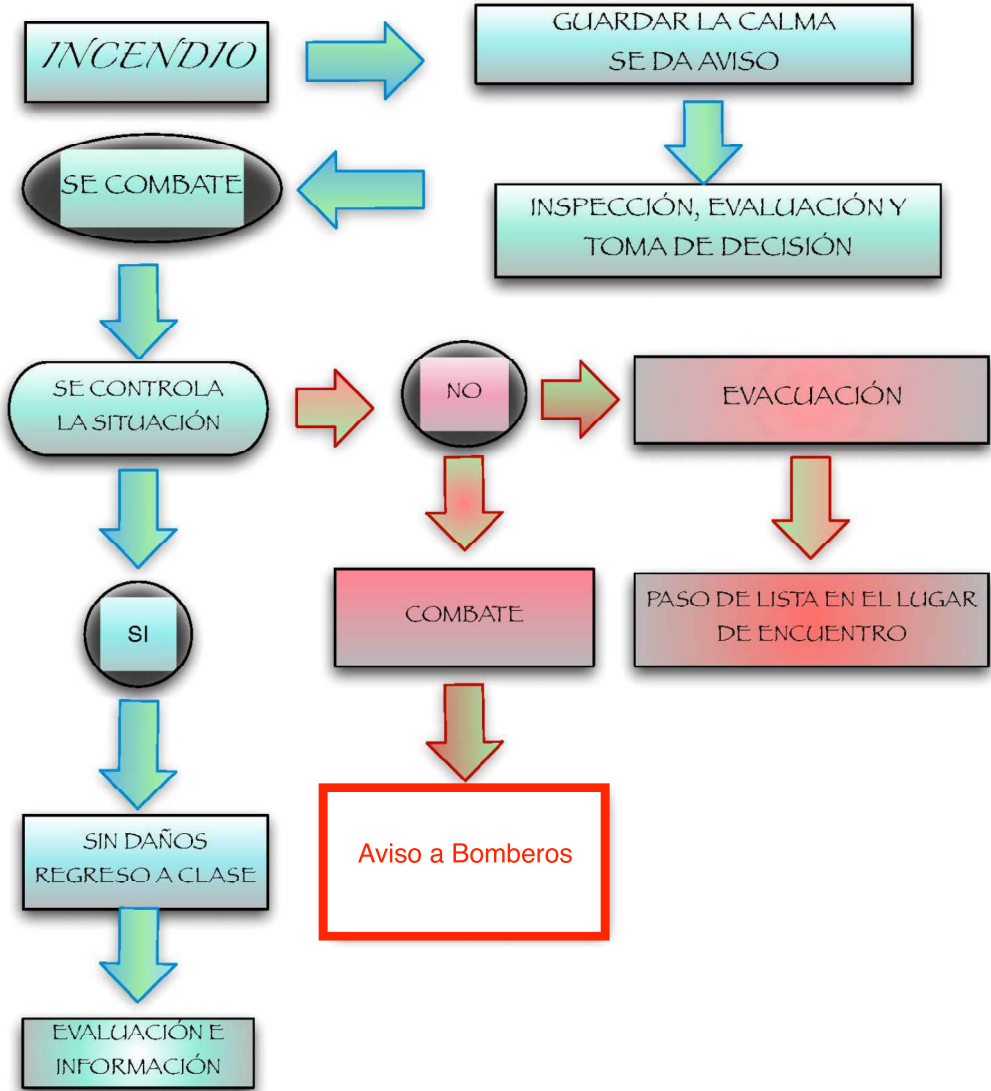 INCENDIO
GUARDAR LA CALMA
SE DA AVISO
SE COMBATE
INSPECCIÓN, EVALUACIÓN Y
TOMA DE DECISIÓN
SE CONTROLA
LA SITUACIÓN
NO
EVACUACIÓN
SI
COMBATE
PASO DE LISTA EN EL LUGAR
DE ENCUENTRO
SIN DAÑOS
REGRESO A CLASE
Aviso a Bomberos
EVALUACIÓN E
INFORMACIÓN